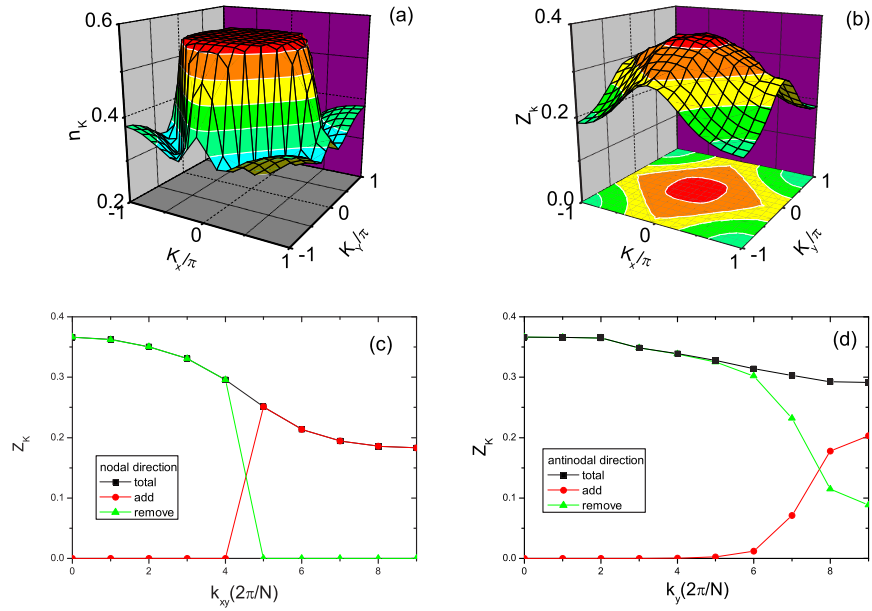 (a)
0.6
0.4
0.2
n_K
-1
0
1
K_x/π
-1
0
1
K_Y/π
(b)
0.4
0.2
0.0
Z_k
-1
0
1
K_x/π
-1
0
1
K_y/π
(c)
0.4
0.3
0.2
0.1
0.0
Z_K
nodal direction
total
add
remove
0 2 4 6 8
k_xy(2π/N)
(d)
0.4
0.3
0.2
0.1
0.0
Z_K
antinodal direction
total
add
remove
0 2 4 6 8
k_y(2π/N)